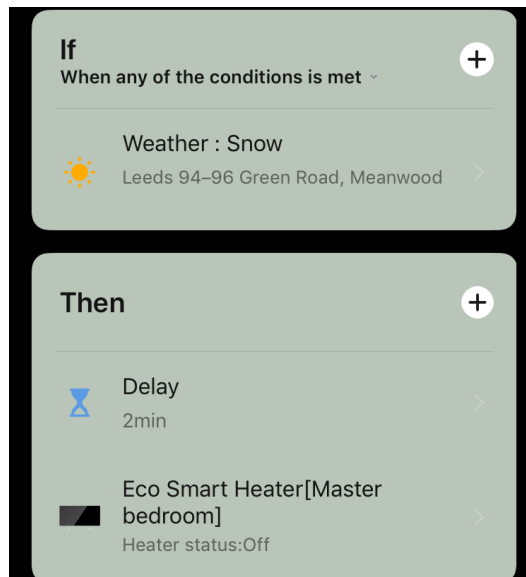 If
When any of the conditions is met
Weather : Snow
Leeds 94–96 Green Road, Meanwood
Then
Delay
2min
Eco Smart Heater[Master
bedroom]
Heater status:Off